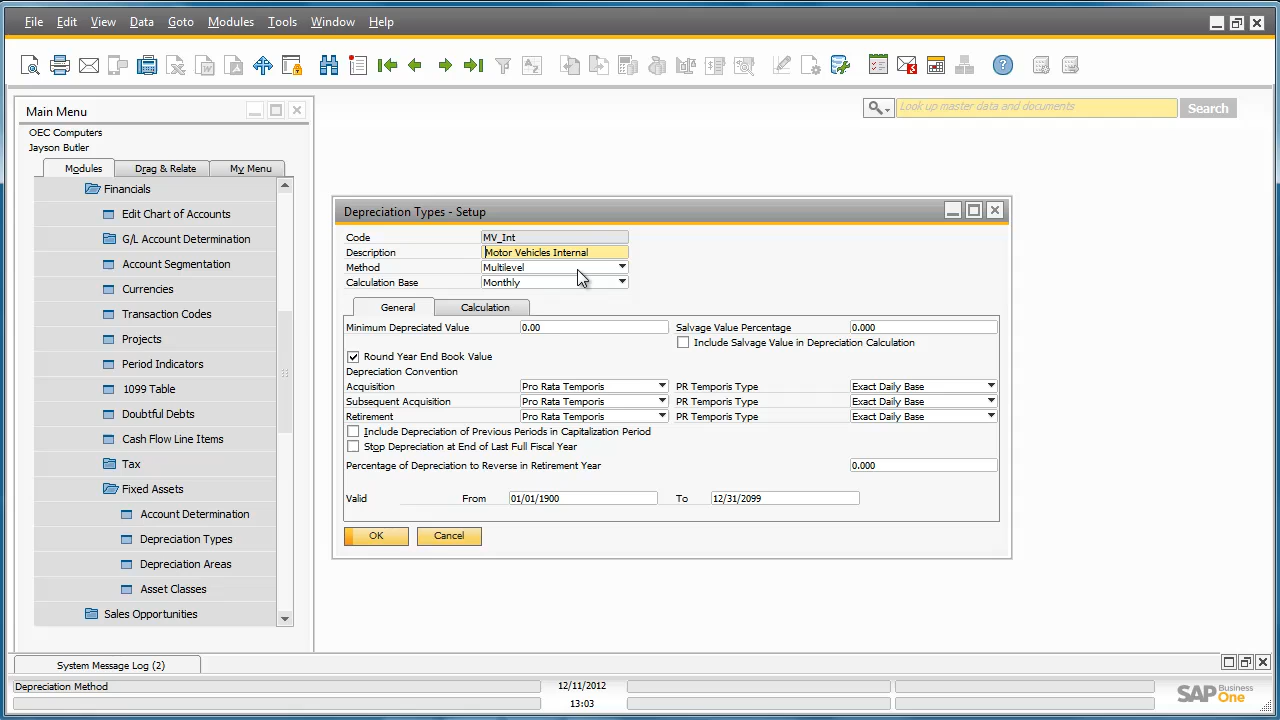 File Edit View Data Goto Modules Tools Window Help
Main Menu
OEC Computers
Jayson Butler
Modules Drag & Relate My Menu
Financials
Edit Chart of Accounts
G/L Account Determination
Account Segmentation
Currencies
Transaction Codes
Projects
Period Indicators
1099 Table
Doubtful Debts
Cash Flow Line Items
Tax
Fixed Assets
Account Determination
Depreciation Types
Depreciation Areas
Asset Classes
Sales Opportunities
Look up master data and documents Search
Depreciation Types - Setup
Code MV_Int
Description Motor Vehicles Internal
Method Multilevel
Calculation Base Monthly
General Calculation
Minimum Depreciated Value 0.00 Salvage Value Percentage 0.000
Include Salvage Value in Depreciation Calculation
Round Year End Book Value
Depreciation Convention
Acquisition Pro Rata Temporis PR Temporis Type Exact Daily Base
Subsequent Acquisition Pro Rata Temporis PR Temporis Type Exact Daily Base
Retirement Pro Rata Temporis PR Temporis Type Exact Daily Base
Include Depreciation of Previous Periods in Capitalization Period
Stop Depreciation at End of Last Full Fiscal Year
Percentage of Depreciation to Reverse in Retirement Year 0.000
Valid From 01/01/1900 To 12/31/2099
OK Cancel
System Message Log (2)
Depreciation Method 12/11/2012
13:03
SAP Business One